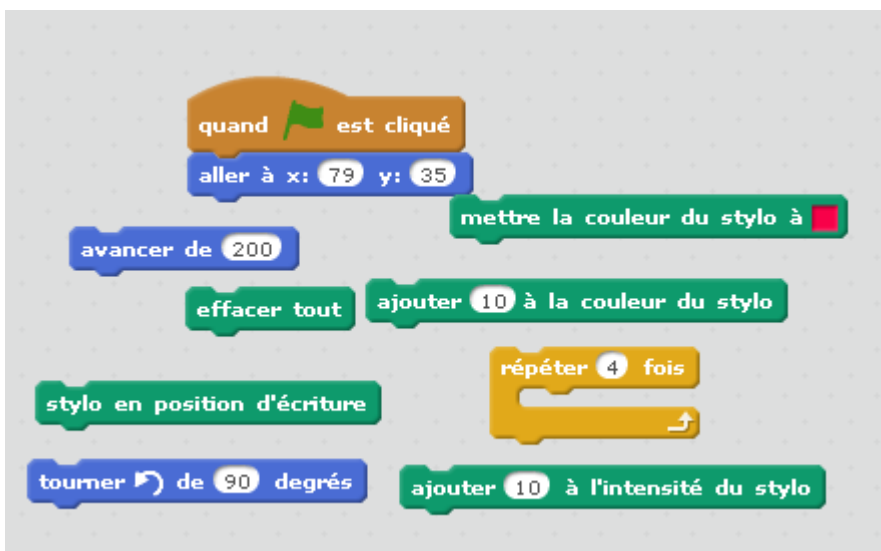 quand est cliqué
aller à x: 79 y: 35
mettre la couleur du stylo à
avancer de 200
effacer tout
ajouter 10 à la couleur du stylo
répéter 4 fois
stylo en position d'écriture
tourner de 90 degrés
ajouter 10 à l'intensité du stylo